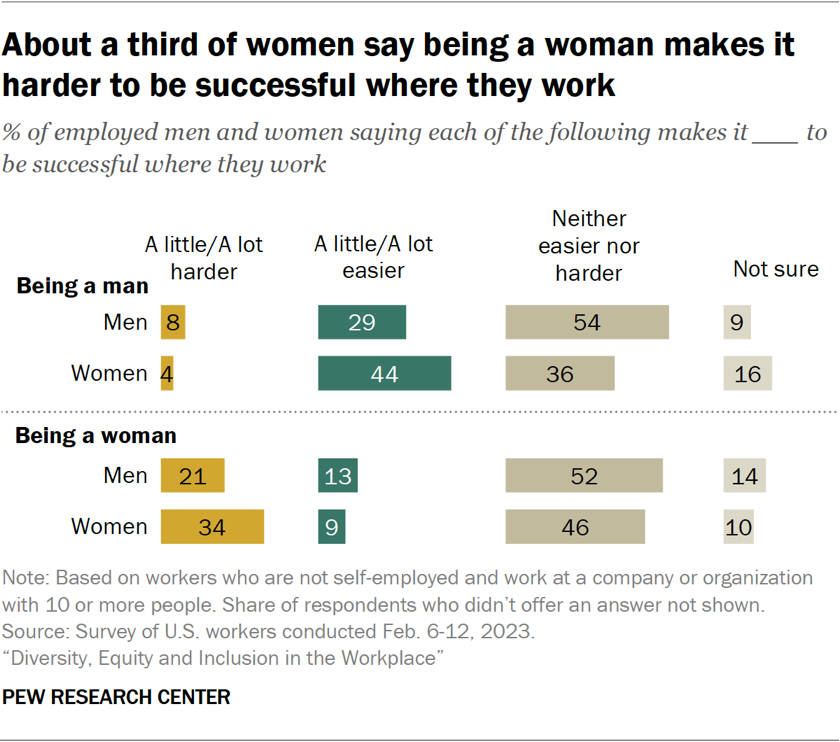 About a third of women say being a woman makes it
harder to be successful where they work
% of employed men and women saying each of the following makes it ____ to
be successful where they work
A little/A lot
harder
A little/A lot
easier
Neither
easier nor
harder
Not sure
Being a man
Men 8 29 54 9
Women 4 44 36 16
Being a woman
Men 21 13 52 14
Women 34 9 46 10
Note: Based on workers who are not self-employed and work at a company or organization
with 10 or more people. Share of respondents who didn’t offer an answer not shown.
Source: Survey of U.S. workers conducted Feb. 6-12, 2023.
“Diversity, Equity and Inclusion in the Workplace”
PEW RESEARCH CENTER